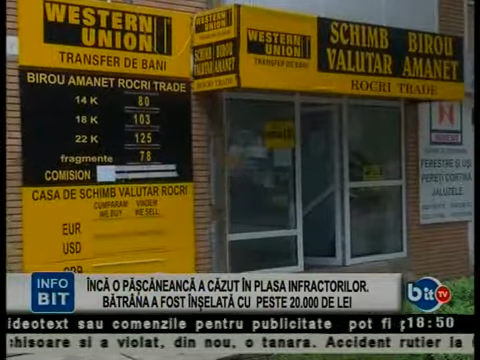 WESTERN
UNION
TRANSFER DE BANI
BIROU AMANET ROCRI TRADE
14 K 80
18 K 103
22 K 125
fragmente 78
COMISION
CASA DE SCHIMB VALUTAR ROCRI
CUMPARAM VINDEM
WE BUY WE SELL
EUR
USD
WESTERN
UNION
SCHIMB BIROU
VALUTAR AMANET
WESTERN
UNION
TRANSFER DE BANI
SCHIMB BIROU
VALUTAR AMANET
ROCRI TRADE
N
FERESTRE ŞI UŞI
PEREŢI CORTINĂ
JALUZELE
INFO
BIT
ÎNCĂ O PĂŞCĂNEANCĂ A CĂZUT ÎN PLASA INFRACTORILOR.
BĂTRÂNA A FOST ÎNŞELATĂ CU PESTE 20.000 DE LEI
bit TV
ideotext sau comenzile pentru publicitate pot fi p
18:50
chisoare si a violat, din nou, o tanara. Accident rutier la I